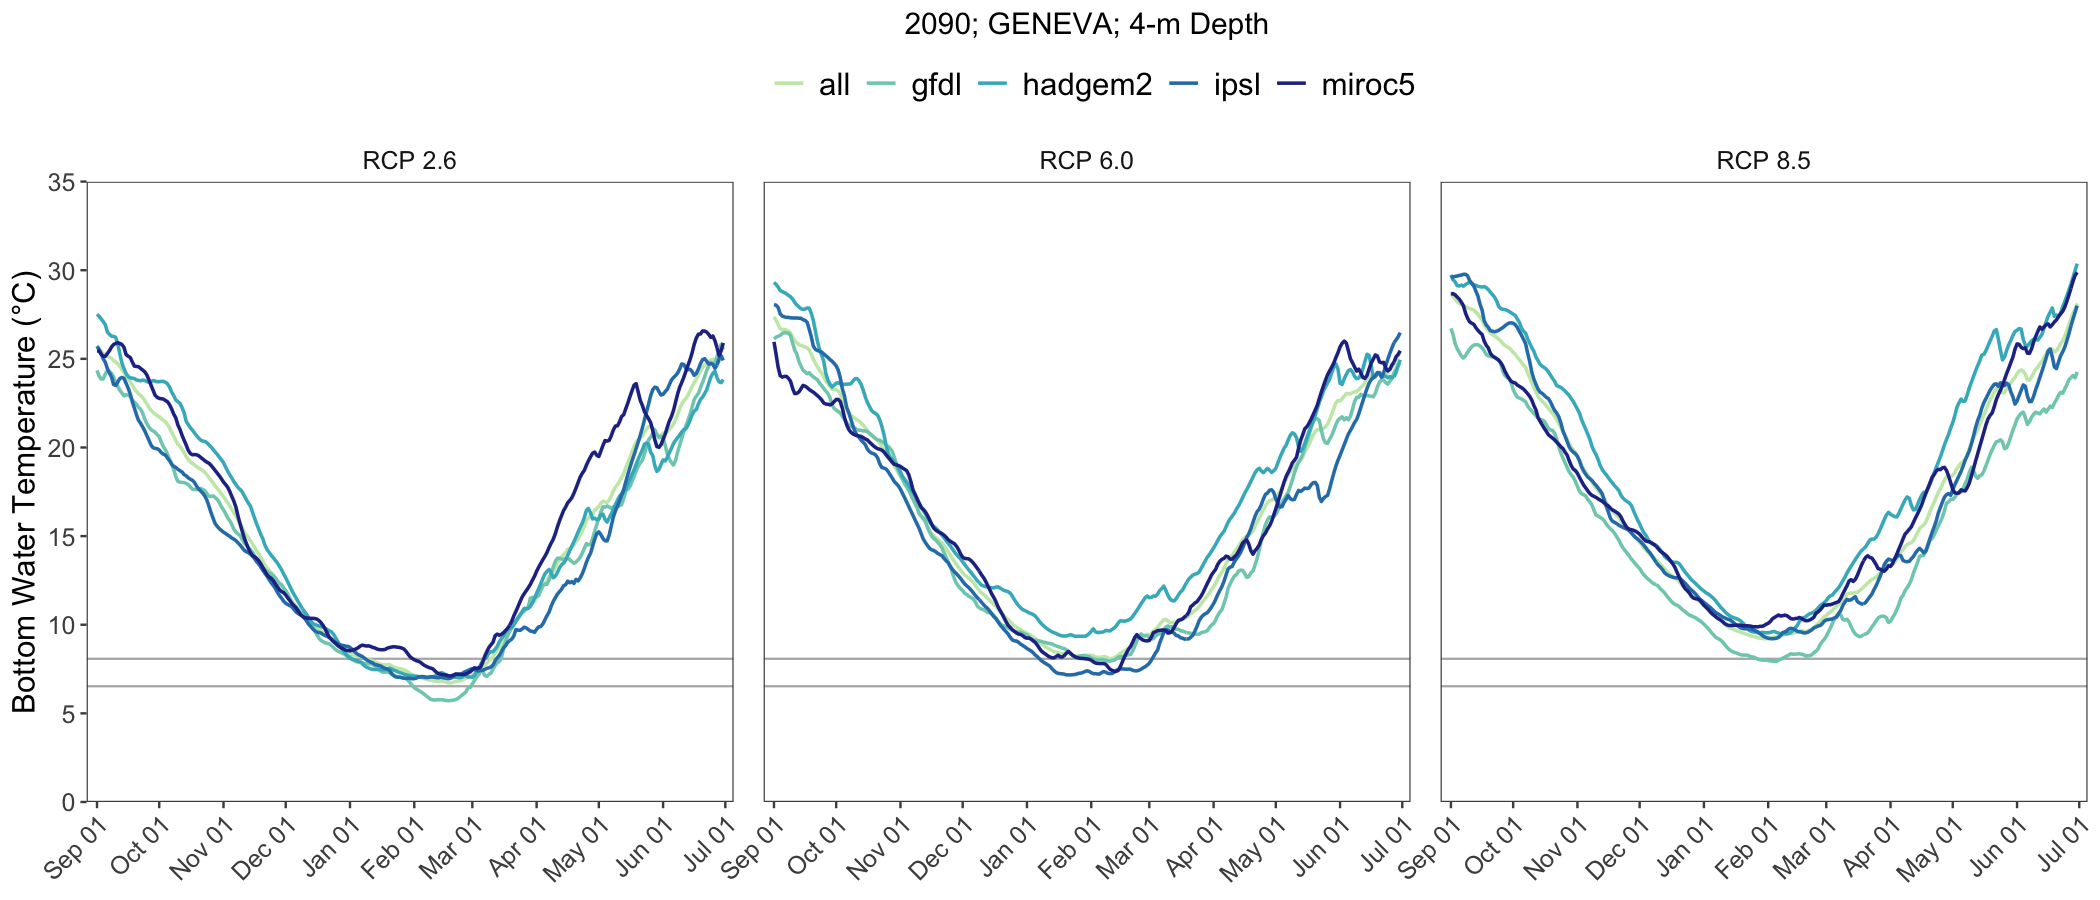 2090; GENEVA; 4-m Depth
all gfdl hadgem2 ipsl miroc5
RCP 2.6 RCP 6.0 RCP 8.5
Bottom Water Temperature (°C)
35
30
25
20
15
10
5
0
Sep 01 Oct 01 Nov 01 Dec 01 Jan 01 Feb 01 Mar 01 Apr 01 May 01 Jun 01 Jul 01
Sep 01 Oct 01 Nov 01 Dec 01 Jan 01 Feb 01 Mar 01 Apr 01 May 01 Jun 01 Jul 01
Sep 01 Oct 01 Nov 01 Dec 01 Jan 01 Feb 01 Mar 01 Apr 01 May 01 Jun 01 Jul 01